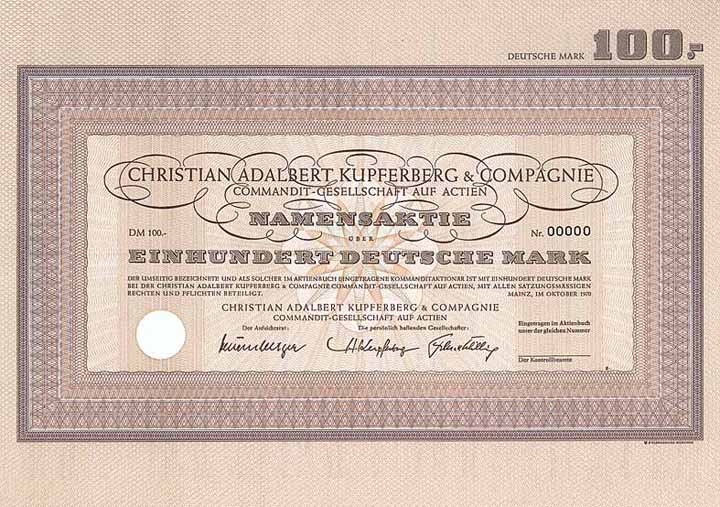 DEUTSCHE MARK 100,-
CHRISTIAN ADALBERT KUPFERBERG & COMPAGNIE
COMMANDIT-GESELLSCHAFT AUF ACTIEN
NAMENSAKTIE
DM 100.- ÜBER Nr. 00000
EINHUNDERT DEUTSCHE MARK
DER UMSEITIG BEZEICHNETE UND ALS SOLCHER IM AKTIENBUCH EINGETRAGENE KOMMANDITAKTIONÄR IST MIT EINHUNDERT DEUTSCHE MARK
BEI DER CHRISTIAN ADALBERT KUPFERBERG & COMPAGNIE COMMANDIT-GESELLSCHAFT AUF ACTIEN, MIT ALLEN SATZUNGSMÄSSIGEN
RECHTEN UND PFLICHTEN BETEILIGT. MAINZ, IM OKTOBER 1970
CHRISTIAN ADALBERT KUPFERBERG & COMPAGNIE
COMMANDIT-GESELLSCHAFT AUF ACTIEN
Der Aufsichtsrat: Die persönlich haftenden Gesellschafter:
Eingetragen im Aktienbuch
unter der gleichen Nummer
Der Kontrollbeamte